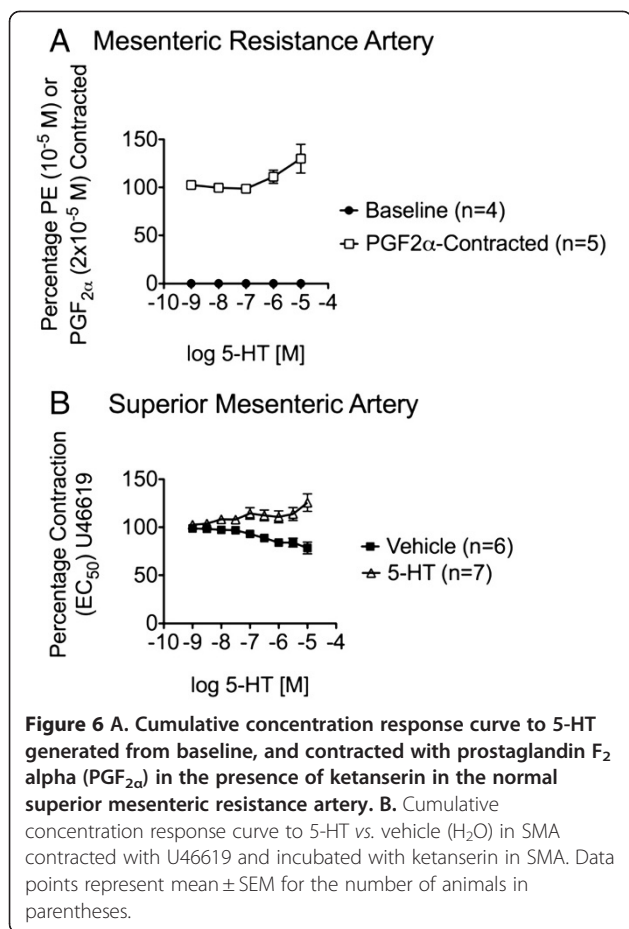 A Mesenteric Resistance Artery
Percentage PE (10⁻⁵ M) or
PGF₂α (2x10⁻⁵ M) Contracted
150
100
50
0
-10 -9 -8 -7 -6 -5 -4
log 5-HT [M]
Baseline (n=4)
PGF2α-Contracted (n=5)
B Superior Mesenteric Artery
Percentage Contraction
(EC₅₀) U46619
150
100
50
0
-10 -9 -8 -7 -6 -5 -4
log 5-HT [M]
Vehicle (n=6)
5-HT (n=7)
Figure 6 A. Cumulative concentration response curve to 5-HT
generated from baseline, and contracted with prostaglandin F₂
alpha (PGF₂α) in the presence of ketanserin in the normal
superior mesenteric resistance artery. B. Cumulative
concentration response curve to 5-HT vs. vehicle (H₂O) in SMA
contracted with U46619 and incubated with ketanserin in SMA. Data
points represent mean ± SEM for the number of animals in
parentheses.